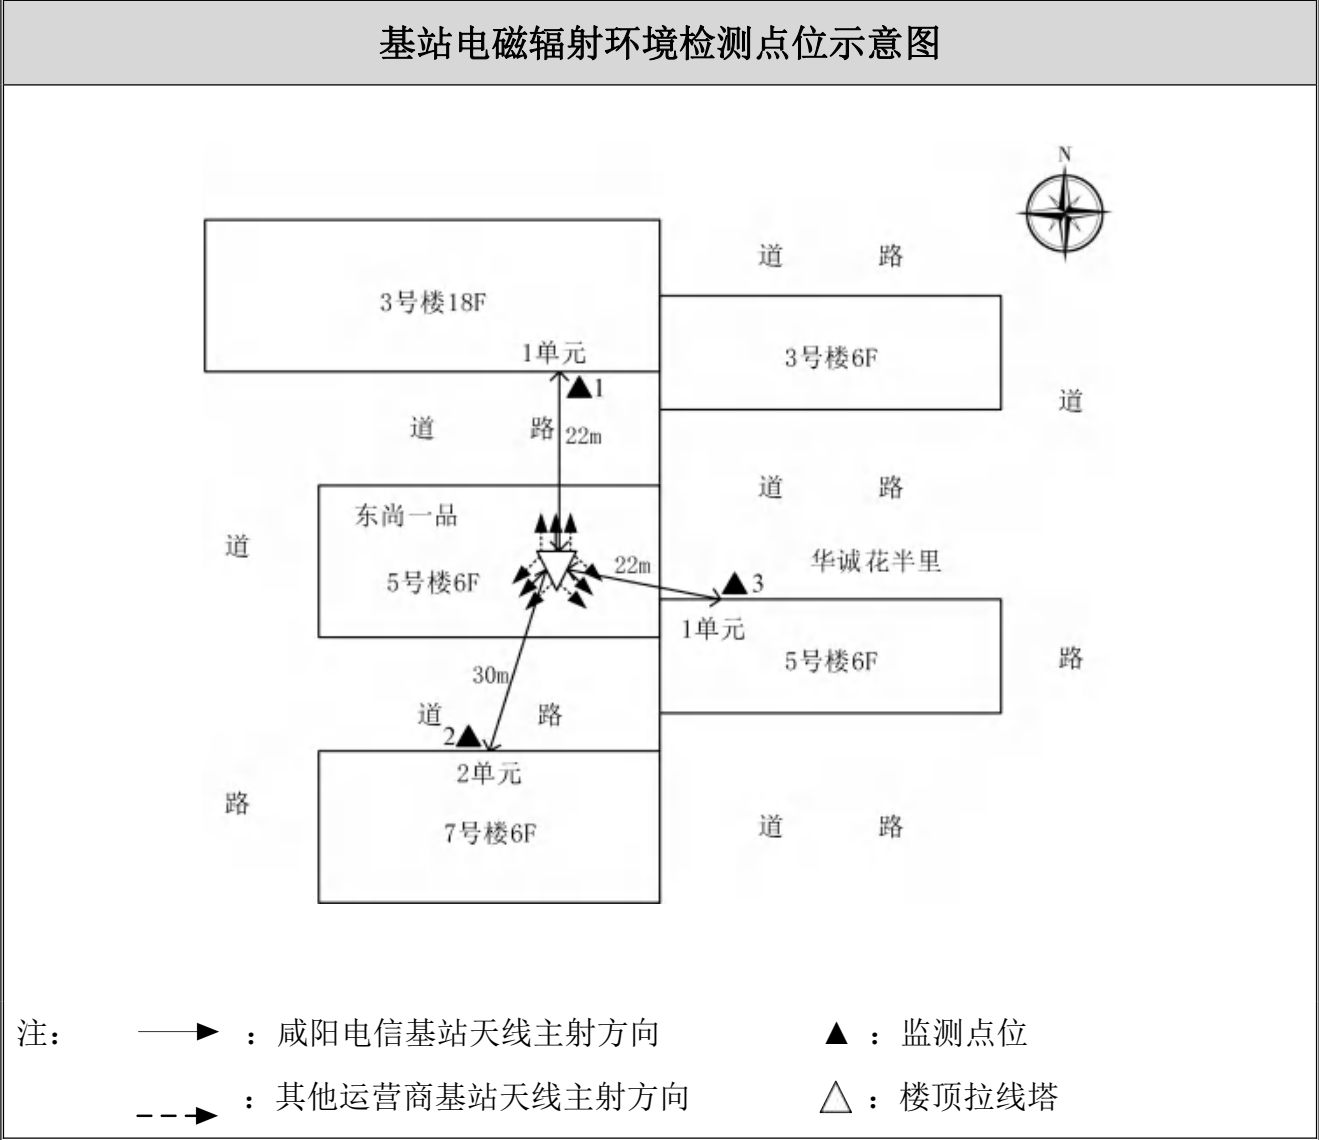 基站电磁辐射环境检测点位示意图
N
道 路
3号楼18F
1单元
3号楼6F
▲1
道
道 路
22m
道 路
东尚一品
道
5号楼6F
22m
华诚花半里
▲3
1单元
5号楼6F
路
30m
道 路
2▲
2单元
路
7号楼6F
道 路
注:
:咸阳电信基站天线主射方向
▲:监测点位
:其他运营商基站天线主射方向
△:楼顶拉线塔